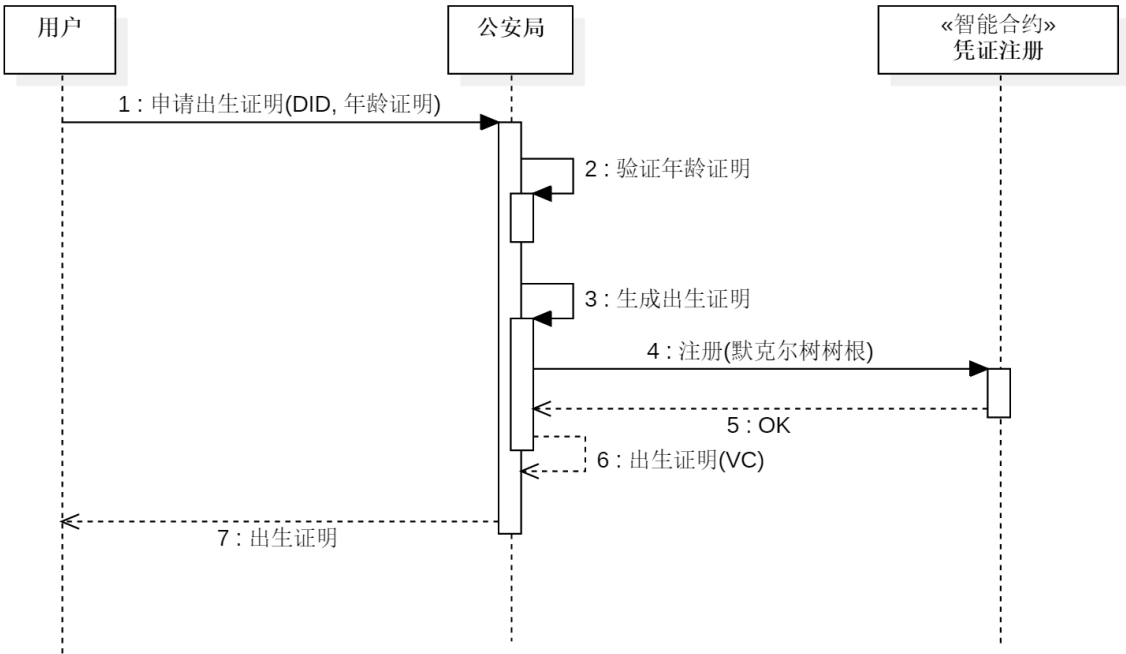 用户
公安局
«智能合约»
凭证注册
1 : 申请出生证明(DID, 年龄证明)
2 : 验证年龄证明
3 : 生成出生证明
4 : 注册(默克尔树树根)
5 : OK
6 : 出生证明(VC)
7 : 出生证明